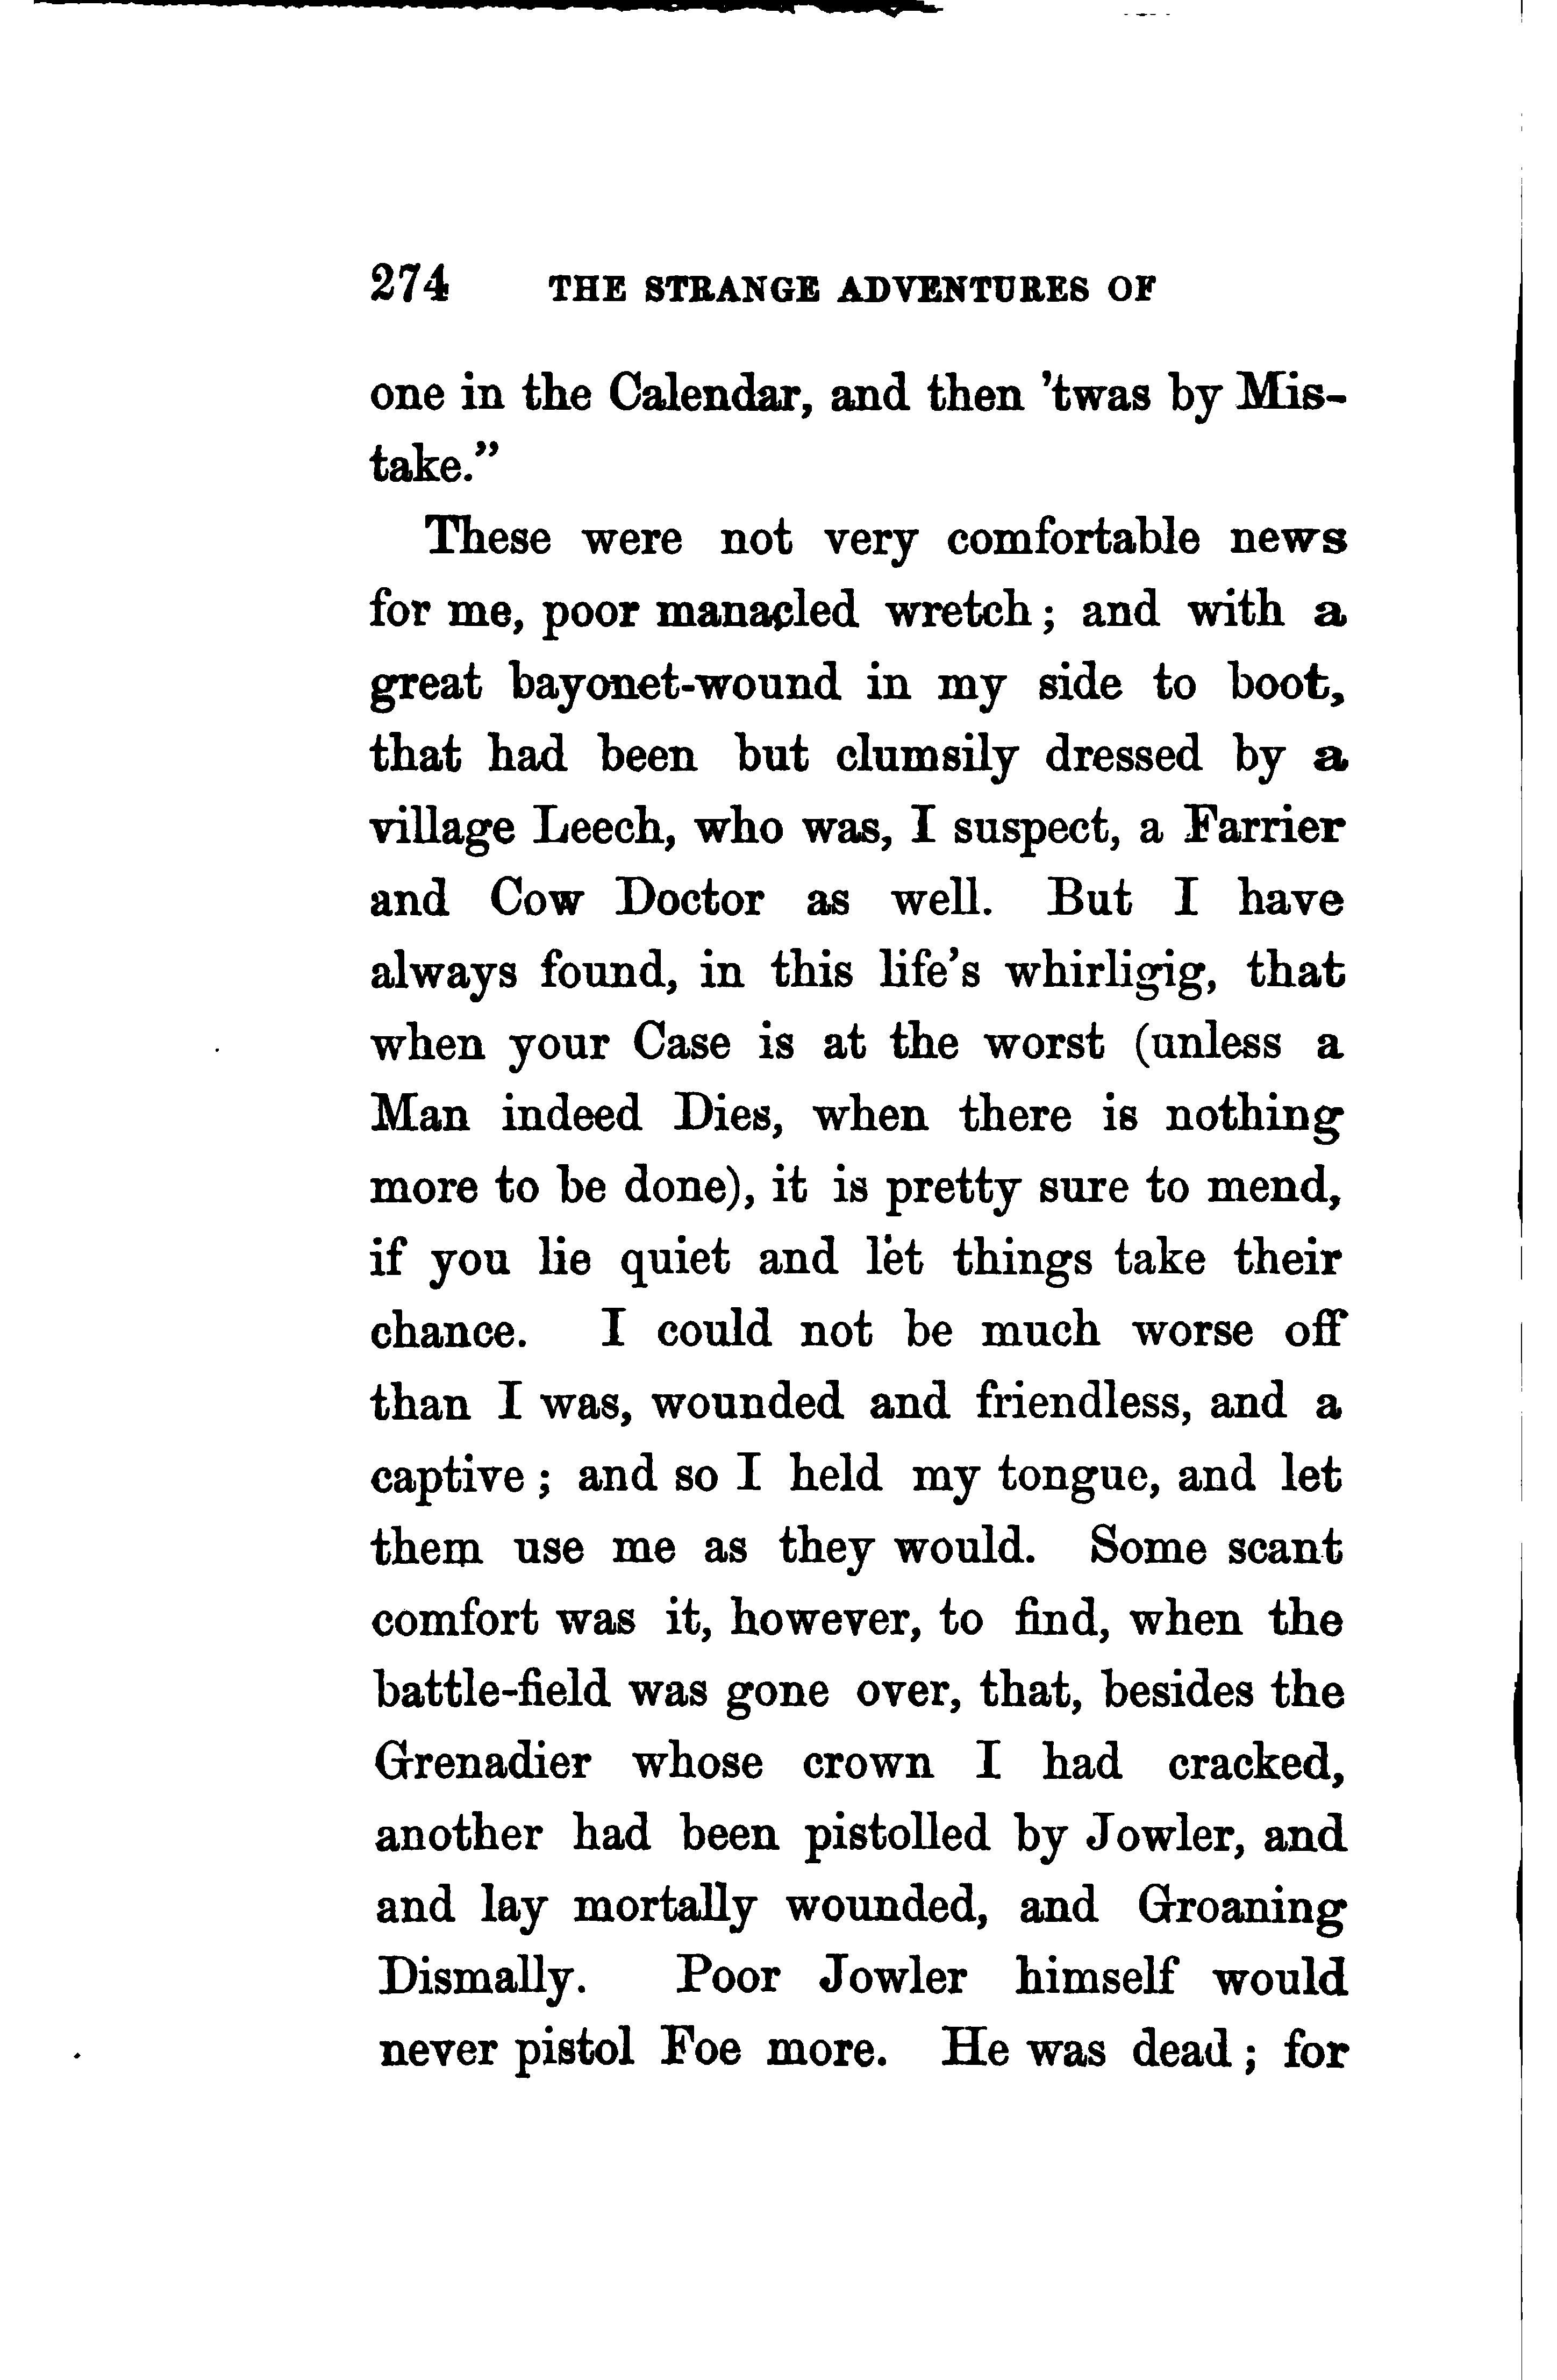 274 THE STRANGE ADVENTURES OF
one in the Calendar, and then ’twas by Mis-
take.”
These were not very comfortable news
for me, poor manacled wretch; and with a
great bayonet-wound in my side to boot,
that had been but clumsily dressed by a
village Leech, who was, I suspect, a Farrier
and Cow Doctor as well. But I have
always found, in this life’s whirligig, that
when your Case is at the worst (unless a
Man indeed Dies, when there is nothing
more to be done), it is pretty sure to mend,
if you lie quiet and let things take their
chance. I could not be much worse off
than I was, wounded and friendless, and a
captive; and so I held my tongue, and let
them use me as they would. Some scant
comfort was it, however, to find, when the
battle-field was gone over, that, besides the
Grenadier whose crown I had cracked,
another had been pistolled by Jowler, and
and lay mortally wounded, and Groaning
Dismally. Poor Jowler himself would
never pistol Foe more. He was dead; for